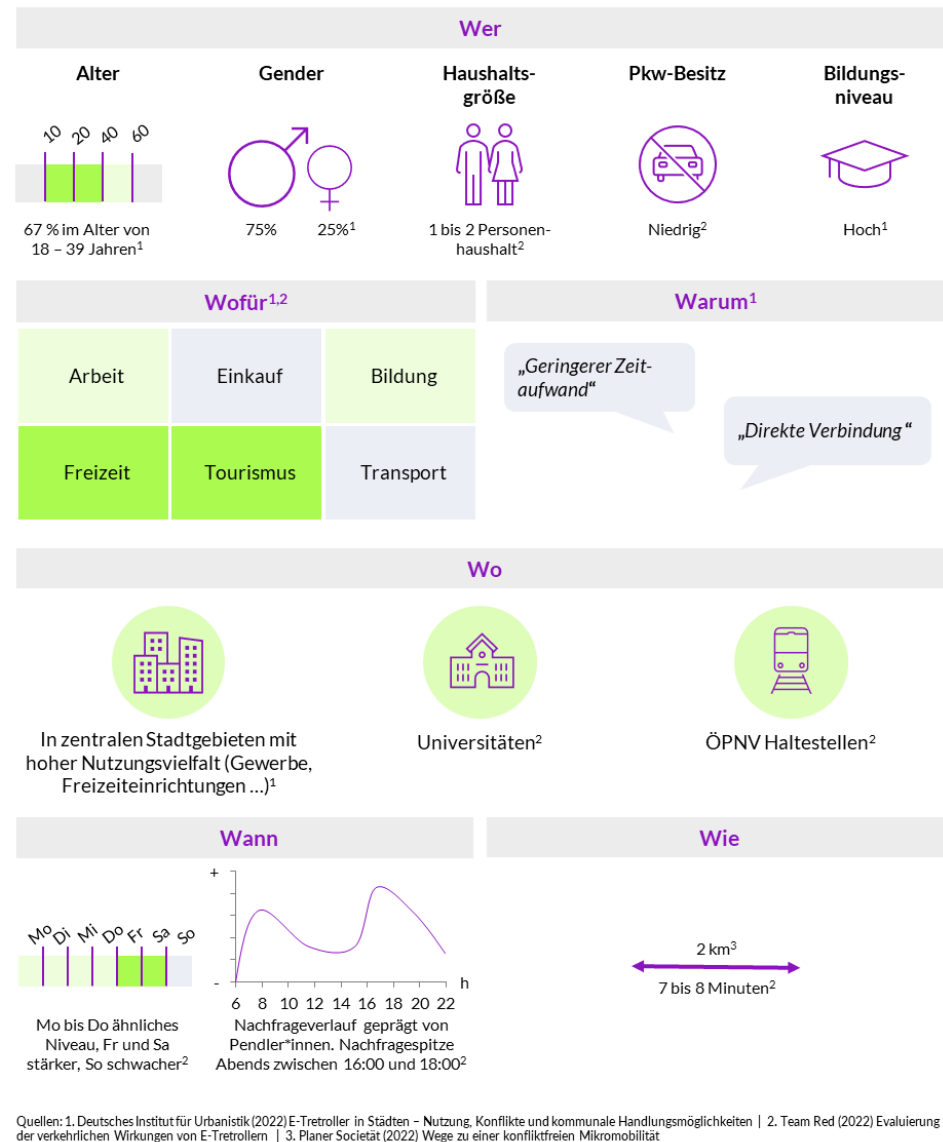 Wer
Alter
Gender
Haushalts-
größe
Pkw-Besitz
Bildungs-
niveau
10 20 40 60
67 % im Alter von
18 – 39 Jahren¹
75% 25%¹
1 bis 2 Personen-
haushalt²
Niedrig²
Hoch¹
Wofür¹,²
Arbeit
Einkauf
Bildung
Freizeit
Tourismus
Transport
Warum¹
„Geringerer Zeit-
aufwand“
„Direkte Verbindung “
Wo
In zentralen Stadtgebieten mit
hoher Nutzungsvielfalt (Gewerbe,
Freizeiteinrichtungen ...)¹
Universitäten²
ÖPNV Haltestellen²
Wann
Mo Di Mi Do Fr Sa So
Mo bis Do ähnliches
Niveau, Fr und Sa
stärker, So schwacher²
+
-
h
6 8 10 12 14 16 18 20 22
Nachfrageverlauf geprägt von
Pendler*innen. Nachfragespitze
Abends zwischen 16:00 und 18:00²
Wie
2 km³
7 bis 8 Minuten²
Quellen: 1. Deutsches Institut für Urbanistik (2022) E-Tretroller in Städten – Nutzung, Konflikte und kommunale Handlungsmöglichkeiten | 2. Team Red (2022) Evaluierung
der verkehrlichen Wirkungen von E-Tretrollern | 3. Planer Societät (2022) Wege zu einer konfliktfreien Mikromobilität